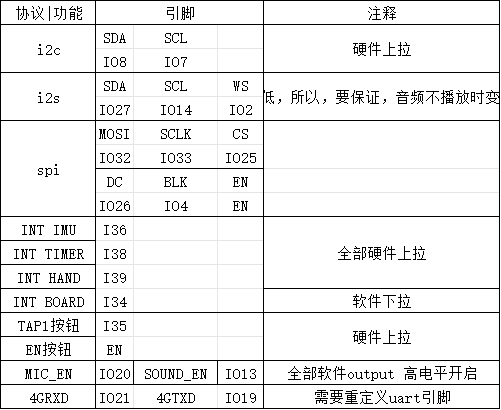 协议|功能 引脚 注释
SDA SCL
i2c 硬件上拉
IO8 IO7
SDA SCL WS
i2s 低，所以，要保证，音频不播放时变
IO27 IO14 IO2
MOSI SCLK CS
IO32 IO33 IO25
spi
DC BLK EN
IO26 IO4 EN
INT IMU I36
INT TIMER I38 全部硬件上拉
INT HAND I39
INT BOARD I34 软件下拉
TAP1按钮 I35
硬件上拉
EN按钮 EN
MIC_EN IO20 SOUND_EN IO13 全部软件output 高电平开启
4GRXD IO21 4GTXD IO19 需要重定义uart引脚